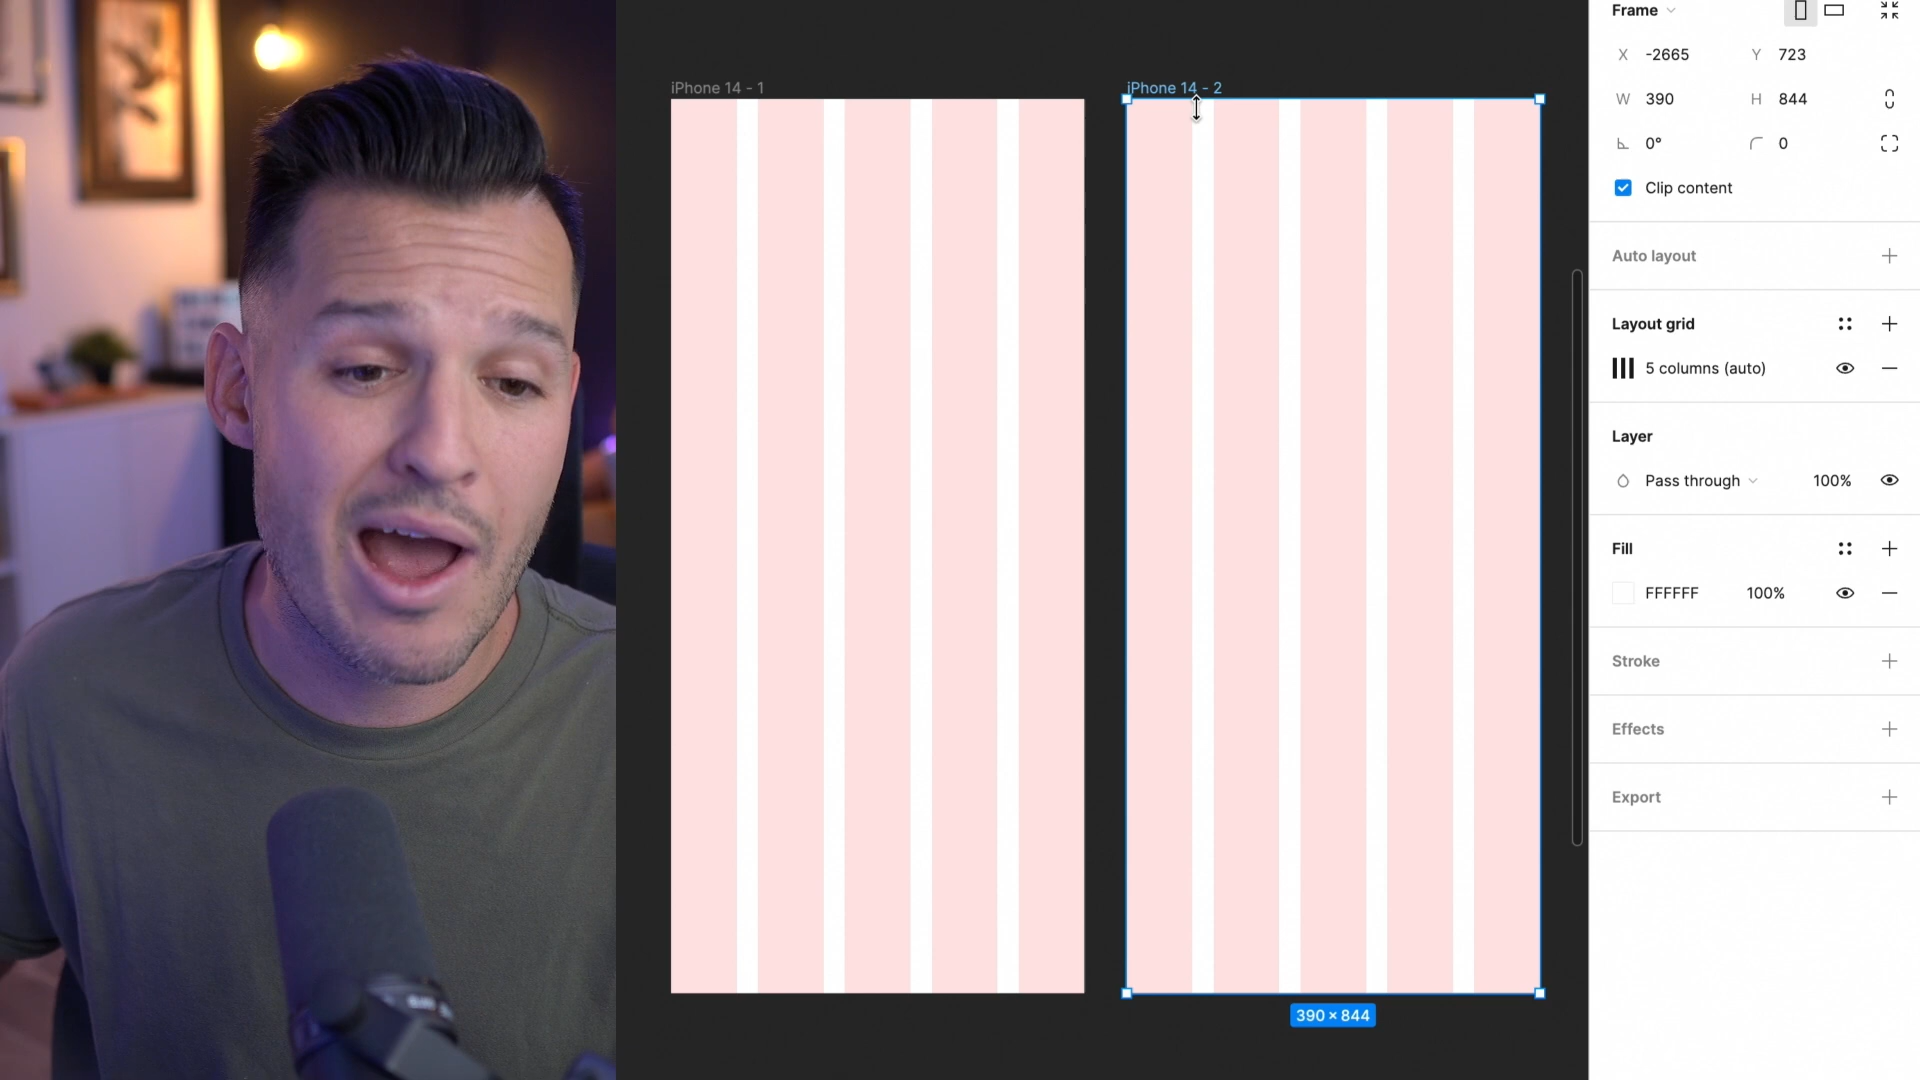 iPhone 14 - 1
iPhone 14 - 2
390 × 844
Frame
X -2665 Y 723
W 390 H 844
0° 0
Clip content
Auto layout
Layout grid
5 columns (auto)
Layer
Pass through 100%
Fill
FFFFFF 100%
Stroke
Effects
Export